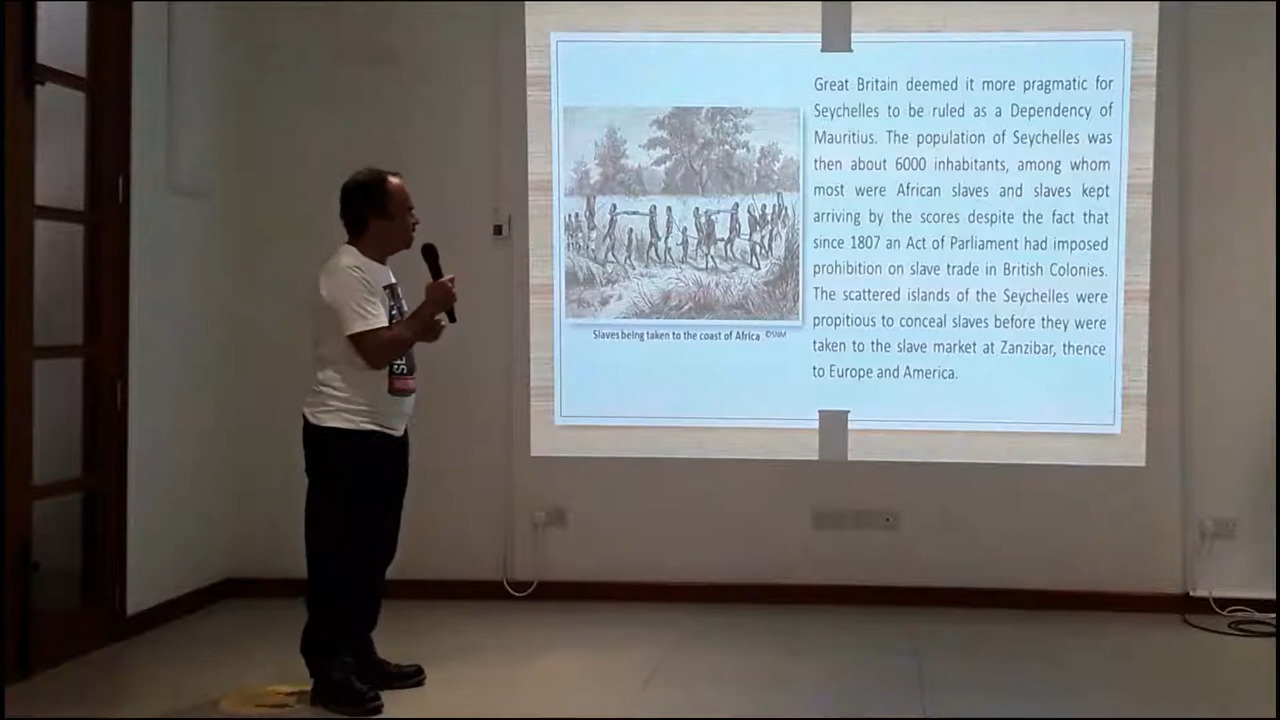 Great Britain deemed it more pragmatic for
Seychelles to be ruled as a Dependency of
Mauritius. The population of Seychelles was
then about 6000 inhabitants, among whom
most were African slaves and slaves kept
arriving by the scores despite the fact that
since 1807 an Act of Parliament had imposed
prohibition on slave trade in British Colonies.
The scattered islands of the Seychelles were
propitious to conceal slaves before they were
taken to the slave market at Zanzibar, thence
to Europe and America.
Slaves being taken to the coast of Africa ©SNM